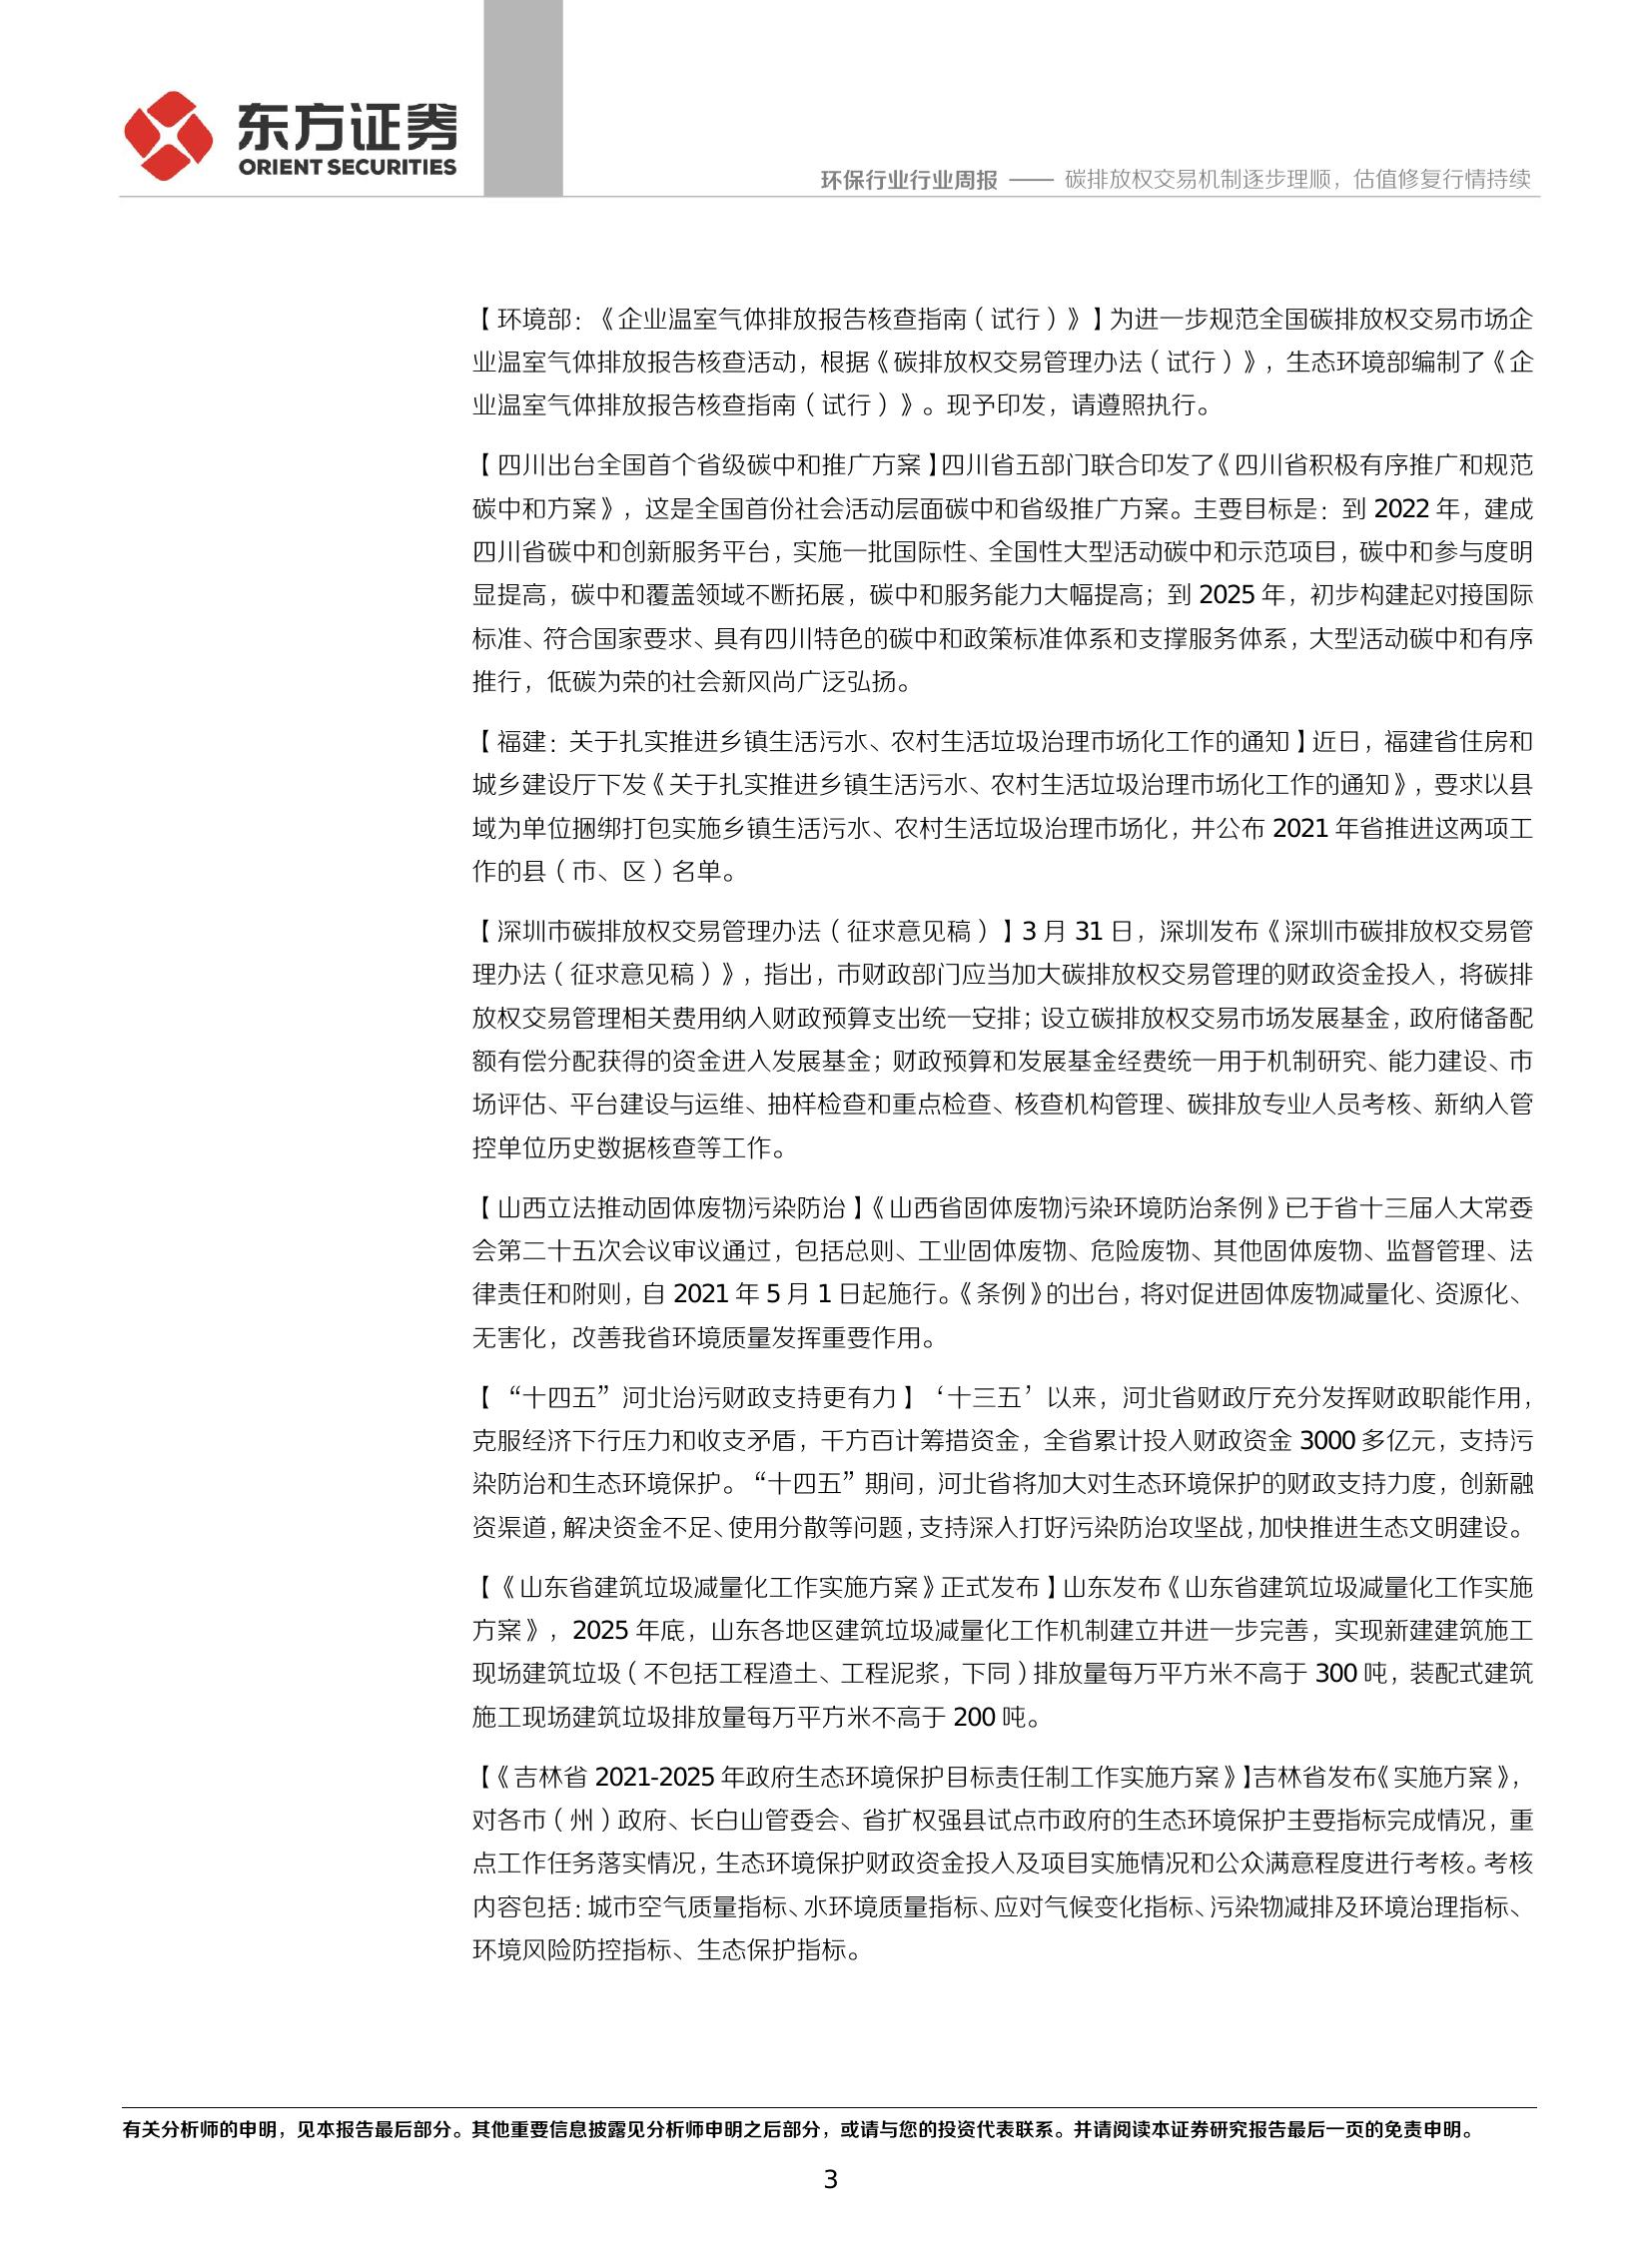 东方证券
ORIENT SECURITIES
环保行业行业周报 —— 碳排放权交易机制逐步理顺，估值修复行情持续
【环境部：《企业温室气体排放报告核查指南（试行）》】为进一步规范全国碳排放权交易市场企
业温室气体排放报告核查活动，根据《碳排放权交易管理办法（试行）》，生态环境部编制了《企
业温室气体排放报告核查指南（试行）》。现予印发，请遵照执行。
【四川出台全国首个省级碳中和推广方案】四川省五部门联合印发了《四川省积极有序推广和规范
碳中和方案》，这是全国首份社会活动层面碳中和省级推广方案。主要目标是：到 2022 年，建成
四川省碳中和创新服务平台，实施一批国际性、全国性大型活动碳中和示范项目，碳中和参与度明
显提高，碳中和覆盖领域不断拓展，碳中和服务能力大幅提高；到 2025 年，初步构建起对接国际
标准、符合国家要求、具有四川特色的碳中和政策标准体系和支撑服务体系，大型活动碳中和有序
推行，低碳为荣的社会新风尚广泛弘扬。
【福建：关于扎实推进乡镇生活污水、农村生活垃圾治理市场化工作的通知】近日，福建省住房和
城乡建设厅下发《关于扎实推进乡镇生活污水、农村生活垃圾治理市场化工作的通知》，要求以县
域为单位捆绑打包实施乡镇生活污水、农村生活垃圾治理市场化，并公布 2021 年省推进这两项工
作的县（市、区）名单。
【深圳市碳排放权交易管理办法（征求意见稿）】3 月 31 日，深圳发布《深圳市碳排放权交易管
理办法（征求意见稿）》，指出，市财政部门应当加大碳排放权交易管理的财政资金投入，将碳排
放权交易管理相关费用纳入财政预算支出统一安排；设立碳排放权交易市场发展基金，政府储备配
额有偿分配获得的资金进入发展基金；财政预算和发展基金经费统一用于机制研究、能力建设、市
场评估、平台建设与运维、抽样检查和重点检查、核查机构管理、碳排放专业人员考核、新纳入管
控单位历史数据核查等工作。
【山西立法推动固体废物污染防治】《山西省固体废物污染环境防治条例》已于省十三届人大常委
会第二十五次会议审议通过，包括总则、工业固体废物、危险废物、其他固体废物、监督管理、法
律责任和附则，自 2021 年 5 月 1 日起施行。《条例》的出台，将对促进固体废物减量化、资源化、
无害化，改善我省环境质量发挥重要作用。
【“十四五”河北治污财政支持更有力】‘十三五’以来，河北省财政厅充分发挥财政职能作用，
克服经济下行压力和收支矛盾，千方百计筹措资金，全省累计投入财政资金 3000 多亿元，支持污
染防治和生态环境保护。“十四五”期间，河北省将加大对生态环境保护的财政支持力度，创新融
资渠道，解决资金不足、使用分散等问题，支持深入打好污染防治攻坚战，加快推进生态文明建设。
【《山东省建筑垃圾减量化工作实施方案》正式发布】山东发布《山东省建筑垃圾减量化工作实施
方案》，2025 年底，山东各地区建筑垃圾减量化工作机制建立并进一步完善，实现新建建筑施工
现场建筑垃圾（不包括工程渣土、工程泥浆，下同）排放量每万平方米不高于 300 吨，装配式建筑
施工现场建筑垃圾排放量每万平方米不高于 200 吨。
【《吉林省 2021-2025 年政府生态环境保护目标责任制工作实施方案》】吉林省发布《实施方案》，
对各市（州）政府、长白山管委会、省扩权强县试点市政府的生态环境保护主要指标完成情况，重
点工作任务落实情况，生态环境保护财政资金投入及项目实施情况和公众满意程度进行考核。考核
内容包括：城市空气质量指标、水环境质量指标、应对气候变化指标、污染物减排及环境治理指标、
环境风险防控指标、生态保护指标。
有关分析师的申明，见本报告最后部分。其他重要信息披露见分析师申明之后部分，或请与您的投资代表联系。并请阅读本证券研究报告最后一页的免责申明。
3